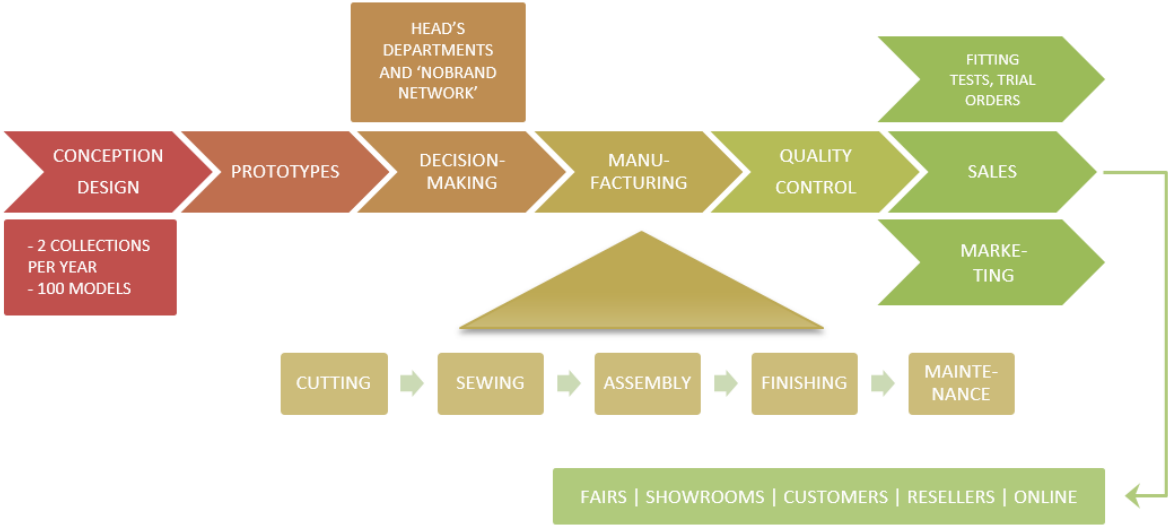 HEAD'S
DEPARTMENTS
AND 'NOBRAND
NETWORK'
FITTING
TESTS, TRIAL
ORDERS
CONCEPTION
DESIGN
PROTOTYPES
DECISION-
MAKING
MANU-
FACTURING
QUALITY
CONTROL
SALES
- 2 COLLECTIONS
PER YEAR
- 100 MODELS
MARKE-
TING
CUTTING
SEWING
ASSEMBLY
FINISHING
MAINTE-
NANCE
FAIRS | SHOWROOMS | CUSTOMERS | RESELLERS | ONLINE